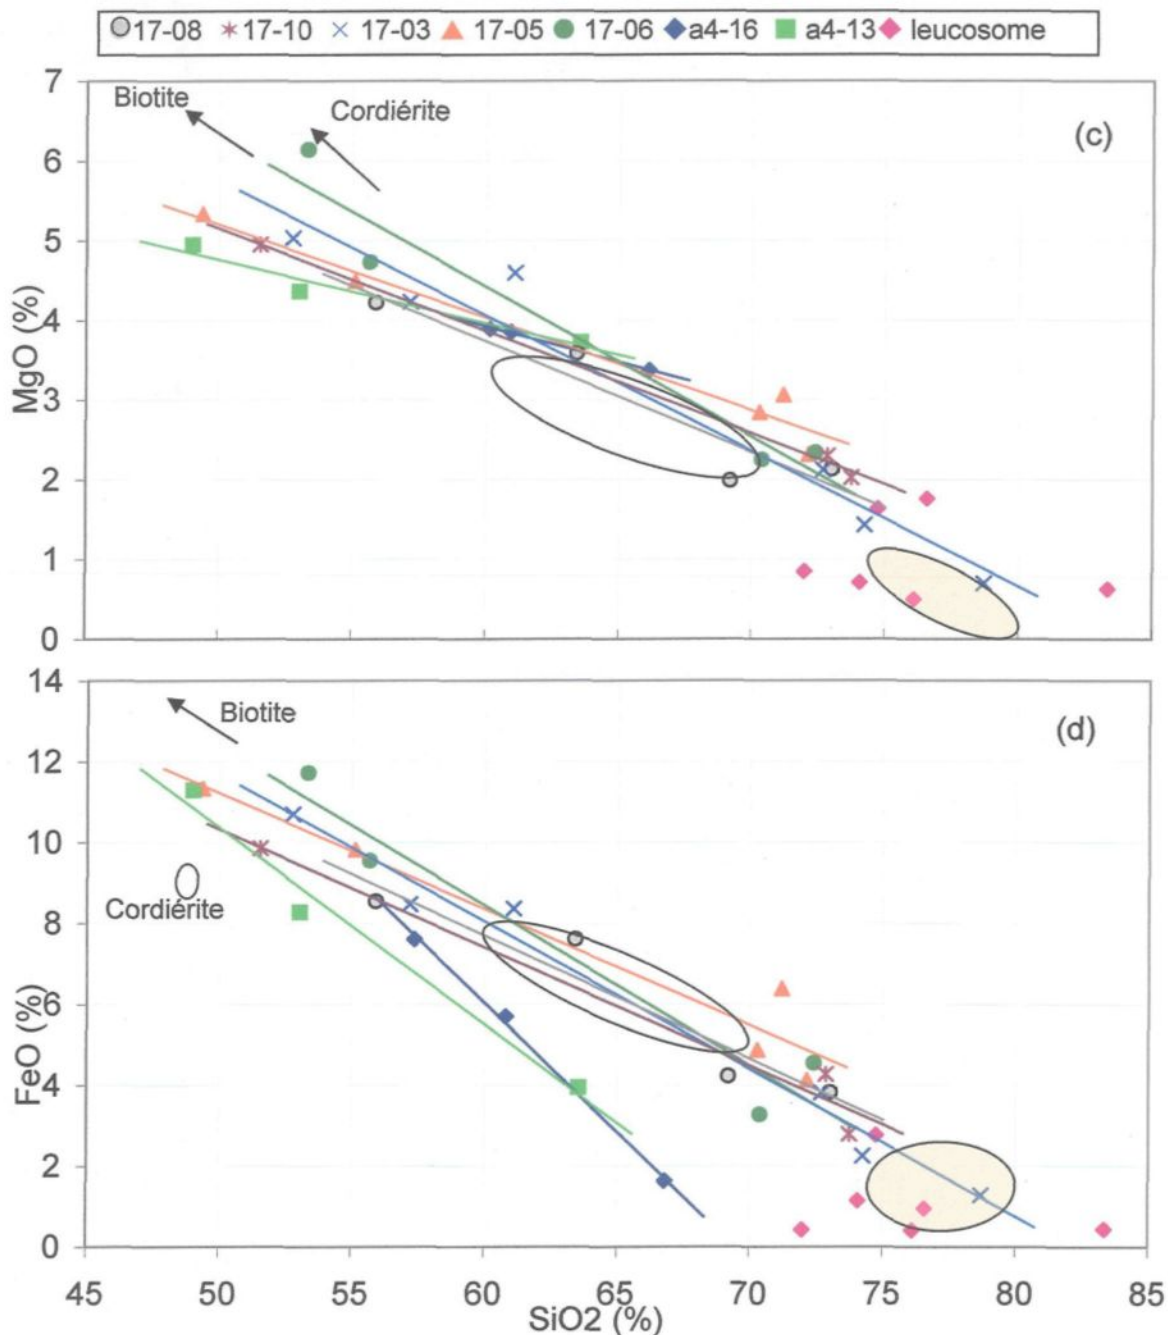 17-08 17-10 17-03 17-05 17-06 a4-16 a4-13 leucosome
7
Biotite
Cordiérite
(c)
6
5
4
MgO (%)
3
2
1
0
14
Biotite
(d)
12
10
Cordiérite
8
6
FeO (%)
4
2
0
45 50 55 60 65 70 75 80 85
SiO2 (%)